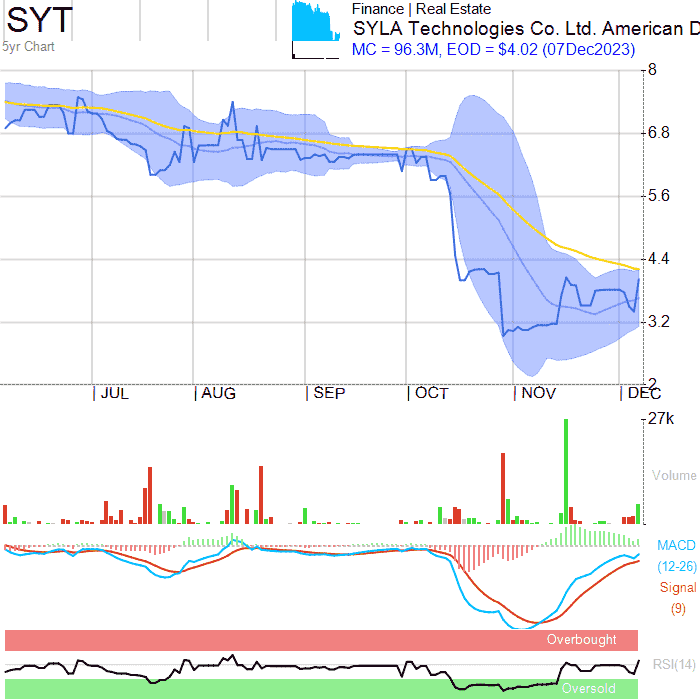 SYT
5yr Chart
Finance | Real Estate
SYLA Technologies Co. Ltd. American D
MC = 96.3M, EOD = $4.02 (07Dec2023)
8
6.8
5.6
4.4
3.2
2
JUL AUG SEP OCT NOV DEC
27k
Volume
MACD
(12-26)
Signal
(9)
Overbought
RSI(14)
Oversold